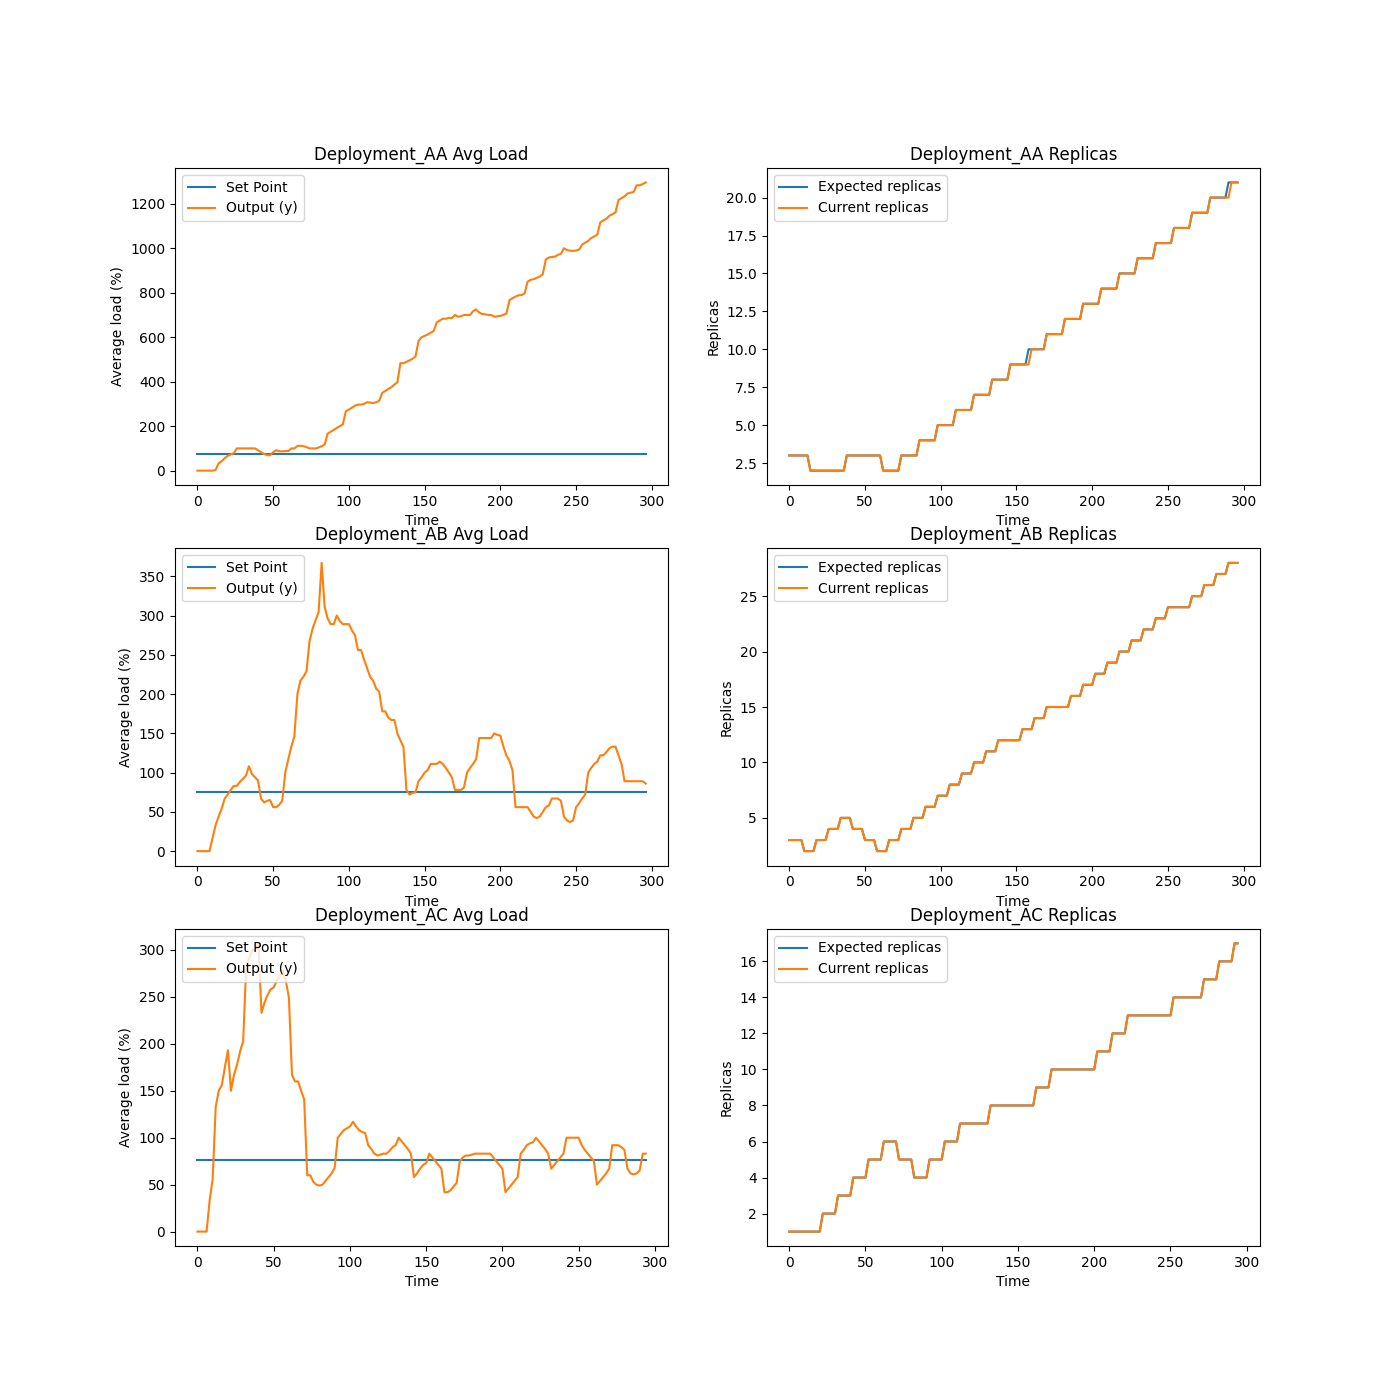 Deployment_AA Avg Load
Set Point
Output (y)
Average load (%)
1200
1000
800
600
400
200
0
0 50 100 150 200 250 300
Time
Deployment_AA Replicas
Expected replicas
Current replicas
Replicas
20.0
17.5
15.0
12.5
10.0
7.5
5.0
2.5
0 50 100 150 200 250 300
Time
Deployment_AB Avg Load
Set Point
Output (y)
Average load (%)
350
300
250
200
150
100
50
0
0 50 100 150 200 250 300
Time
Deployment_AB Replicas
Expected replicas
Current replicas
Replicas
25
20
15
10
5
0 50 100 150 200 250 300
Time
Deployment_AC Avg Load
Set Point
Output (y)
Average load (%)
300
250
200
150
100
50
0
0 50 100 150 200 250 300
Time
Deployment_AC Replicas
Expected replicas
Current replicas
Replicas
16
14
12
10
8
6
4
2
0 50 100 150 200 250 300
Time